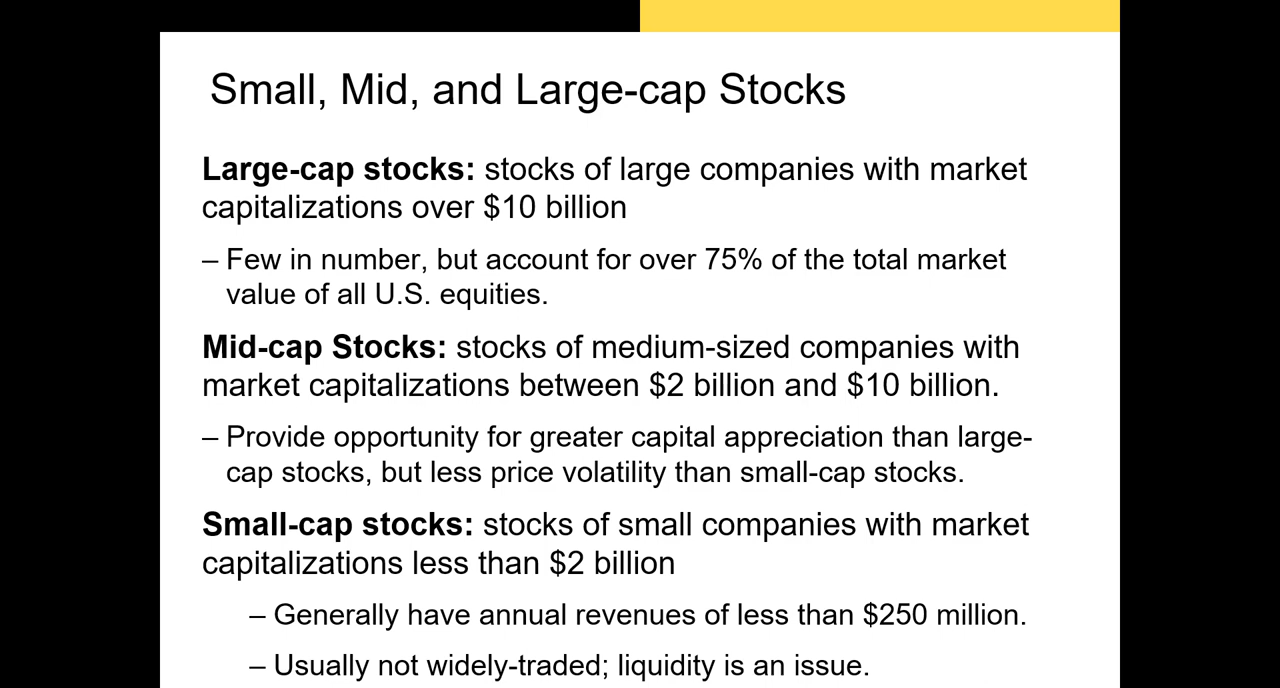 Small, Mid, and Large-cap Stocks
Large-cap stocks: stocks of large companies with market
capitalizations over $10 billion
– Few in number, but account for over 75% of the total market
value of all U.S. equities.
Mid-cap Stocks: stocks of medium-sized companies with
market capitalizations between $2 billion and $10 billion.
– Provide opportunity for greater capital appreciation than large-
cap stocks, but less price volatility than small-cap stocks.
Small-cap stocks: stocks of small companies with market
capitalizations less than $2 billion
– Generally have annual revenues of less than $250 million.
– Usually not widely-traded; liquidity is an issue.